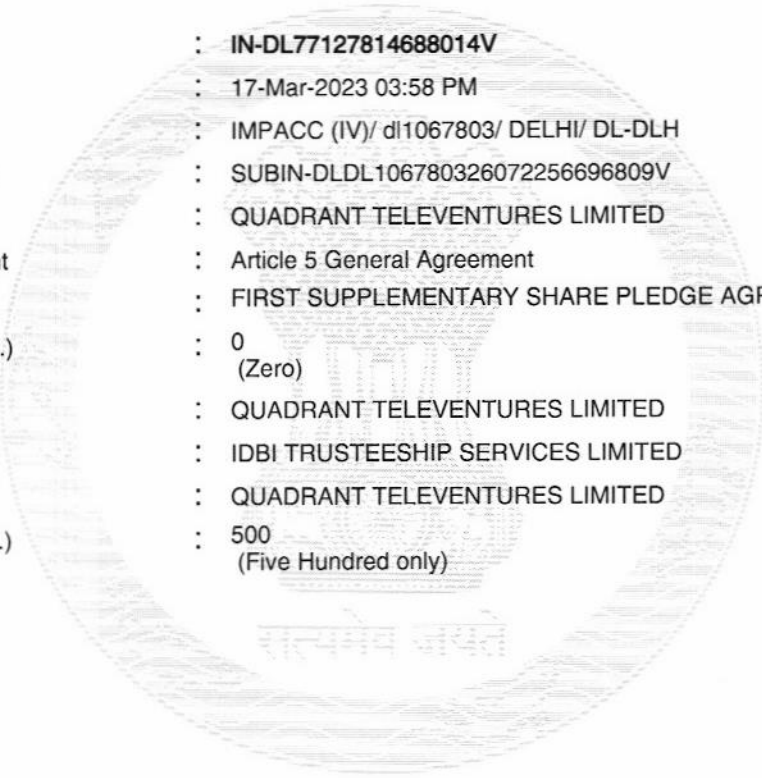 : IN-DL77127814688014V
: 17-Mar-2023 03:58 PM
: IMPACC (IV)/ dl1067803/ DELHI/ DL-DLH
: SUBIN-DLDL106780326072256696809V
: QUADRANT TELEVENTURES LIMITED
: Article 5 General Agreement
: FIRST SUPPLEMENTARY SHARE PLEDGE
.) : 0
(Zero)
: QUADRANT TELEVENTURES LIMITED
: IDBI TRUSTEESHIP SERVICES LIMITED
: QUADRANT TELEVENTURES LIMITED
.) : 500
(Five Hundred only)
सत्यमेव जयते